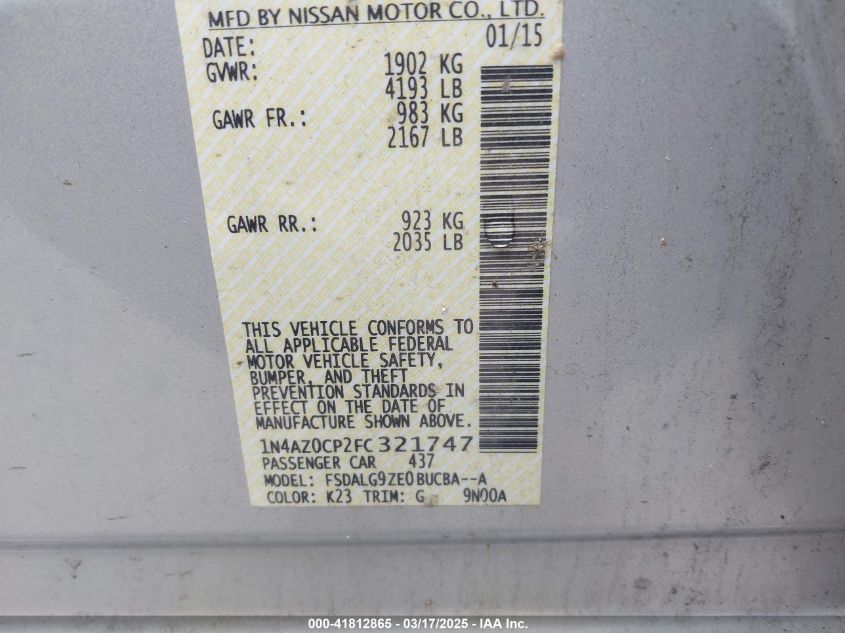 MFD BY NISSAN MOTOR CO., LTD.
DATE: 01/15
GVWR: 1902 KG
4193 LB
GAWR FR.: 983 KG
2167 LB
GAWR RR.: 923 KG
2035 LB
THIS VEHICLE CONFORMS TO
ALL APPLICABLE FEDERAL
MOTOR VEHICLE SAFETY,
BUMPER, AND THEFT
PREVENTION STANDARDS IN
EFFECT ON THE DATE OF
MANUFACTURE SHOWN ABOVE.
1N4AZ0CP2FC321747
PASSENGER CAR 437
MODEL: FSDALG9ZE0BUCBA--A
COLOR: K23 TRIM: G 9N00A
000-41812865 - 03/17/2025 - IAA Inc.